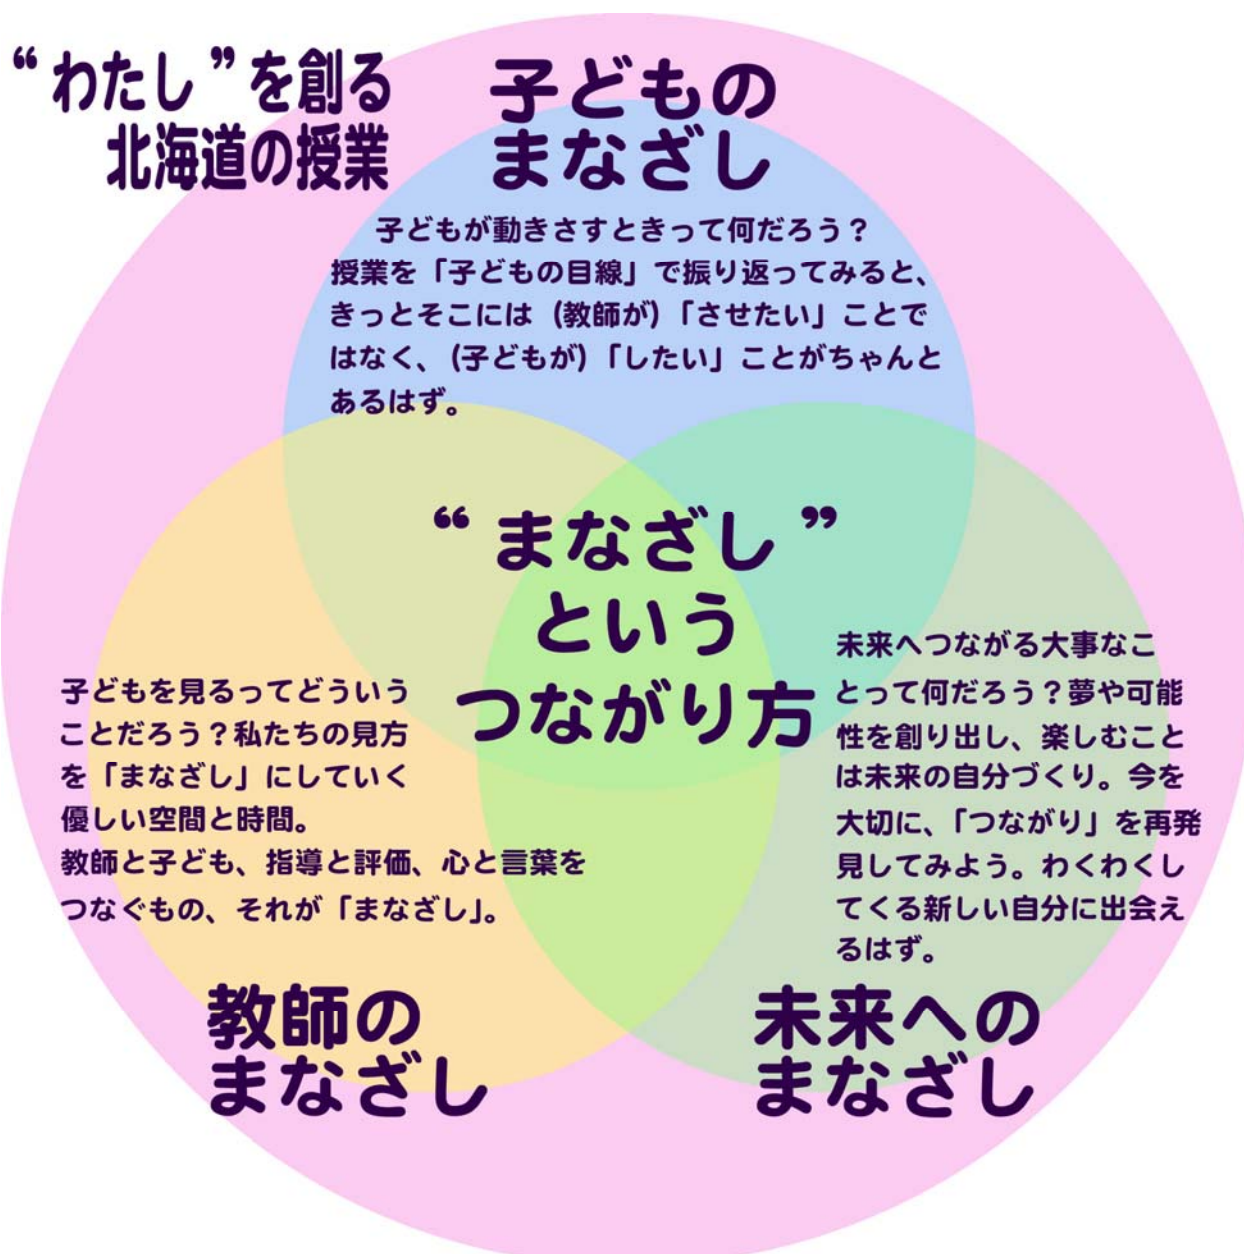 “わたし”を創る
北海道の授業
子どもの
まなざし
子どもが動きさすときって何だろう？
授業を「子どもの目線」で振り返ってみると、
きっとそこには（教師が）「させたい」ことで
はなく、（子どもが）「したい」ことがちゃんと
あるはず。
“まなざし”
という
つながり方
子どもを見るってどういう
ことだろう？私たちの見方
を「まなざし」にしていく
優しい空間と時間。
教師と子ども、指導と評価、心と言葉を
つなぐもの、それが「まなざし」。
教師の
まなざし
未来へつながる大事なこ
とって何だろう？夢や可能
性を創り出し、楽しむこと
は未来の自分づくり。今を
大切に、「つながり」を再発
見してみよう。わくわくし
てくる新しい自分に出会え
るはず。
未来への
まなざし